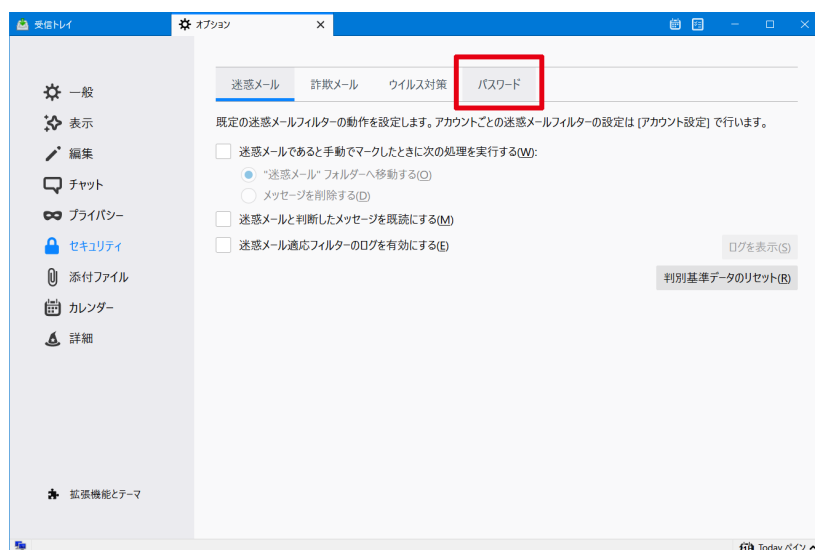 受信トレイ
オプション
一般
表示
編集
チャット
プライバシー
セキュリティ
添付ファイル
カレンダー
詳細
拡張機能とテーマ
迷惑メール 詐欺メール ウイルス対策 パスワード
既定の迷惑メールフィルターの動作を設定します。アカウントごとの迷惑メールフィルターの設定は [アカウント設定] で行います。
迷惑メールであると手動でマークしたときに次の処理を実行する(W):
"迷惑メール" フォルダーへ移動する(O)
メッセージを削除する(D)
迷惑メールと判断したメッセージを既読にする(M)
迷惑メール適応フィルターのログを有効にする(E)
ログを表示(S)
判別基準データのリセット(R)
Today ペイン